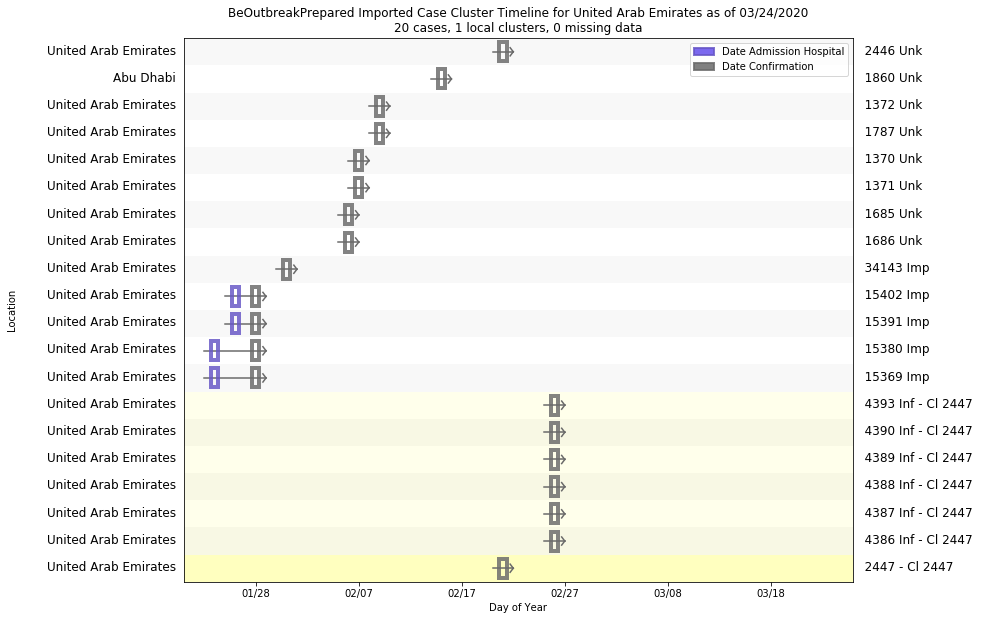 BeOutbreakPrepared Imported Case Cluster Timeline for United Arab Emirates as of 03/24/2020
20 cases, 1 local clusters, 0 missing data
Date Admission Hospital
Date Confirmation
United Arab Emirates 2446 Unk
Abu Dhabi 1860 Unk
United Arab Emirates 1372 Unk
United Arab Emirates 1787 Unk
United Arab Emirates 1370 Unk
United Arab Emirates 1371 Unk
United Arab Emirates 1685 Unk
United Arab Emirates 1686 Unk
United Arab Emirates 34143 Imp
United Arab Emirates 15402 Imp
United Arab Emirates 15391 Imp
United Arab Emirates 15380 Imp
United Arab Emirates 15369 Imp
United Arab Emirates 4393 Inf - Cl 2447
United Arab Emirates 4390 Inf - Cl 2447
United Arab Emirates 4389 Inf - Cl 2447
United Arab Emirates 4388 Inf - Cl 2447
United Arab Emirates 4387 Inf - Cl 2447
United Arab Emirates 4386 Inf - Cl 2447
United Arab Emirates 2447 - Cl 2447
Location
01/28 02/07 02/17 02/27 03/08 03/18
Day of Year